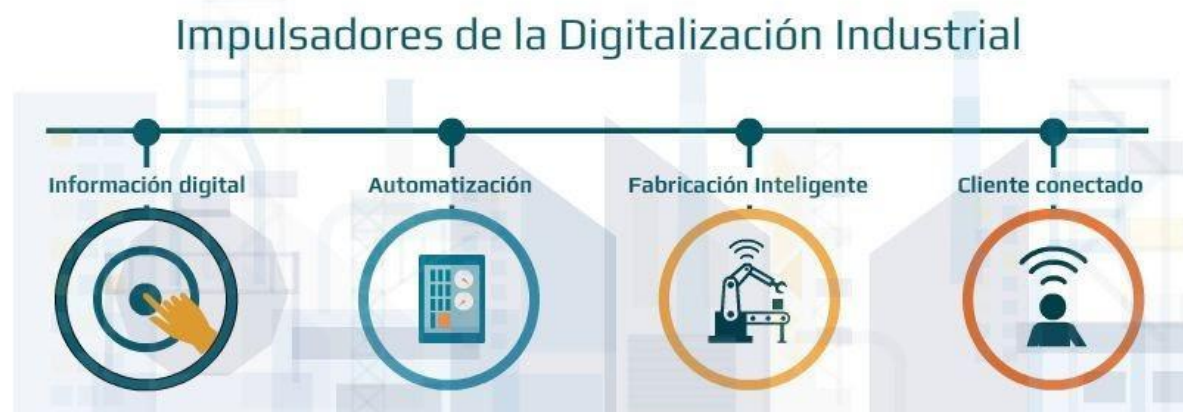 Impulsadores de la Digitalización Industrial
Información digital
Automatización
Fabricación Inteligente
Cliente conectado